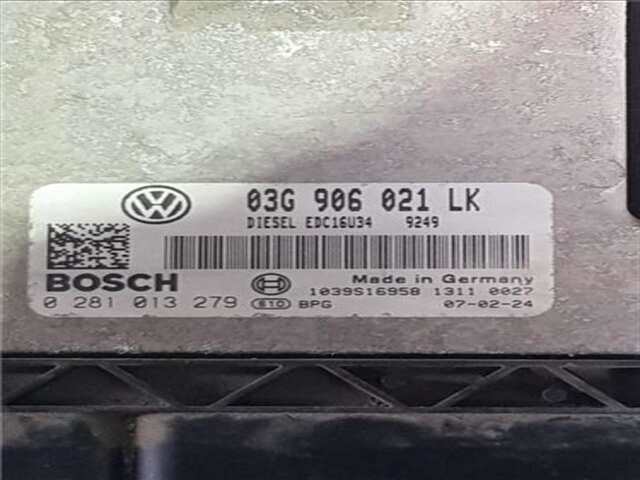 03G 906 021 LK
DIESEL EDC16U34 9249
BOSCH
Made in Germany
1039S16958 1311 0027
0 281 013 279 E10 BPG 07-02-24